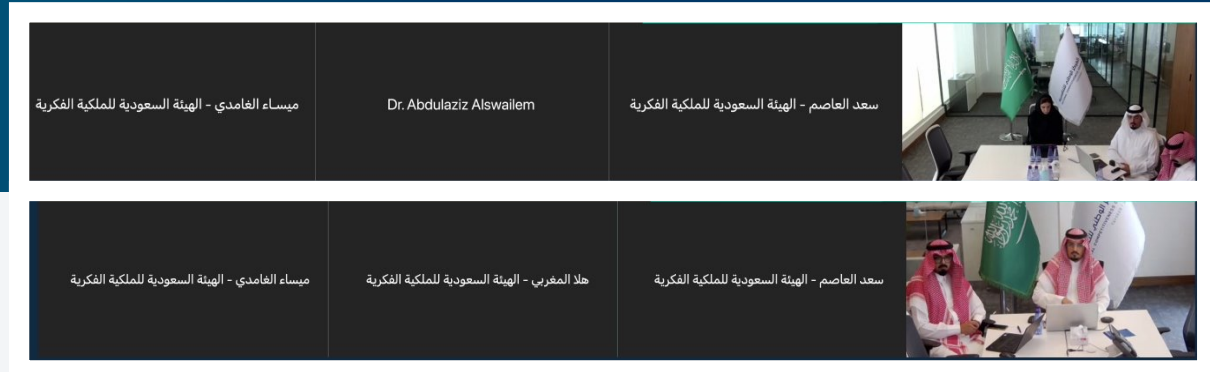 ميساء الغامدي - الهيئة السعودية للملكية الفكرية
Dr. Abdulaziz Alswailem
سعد العاصم - الهيئة السعودية للملكية الفكرية
ميساء الغامدي - الهيئة السعودية للملكية الفكرية
هلا المغربي - الهيئة السعودية للملكية الفكرية
سعد العاصم - الهيئة السعودية للملكية الفكرية